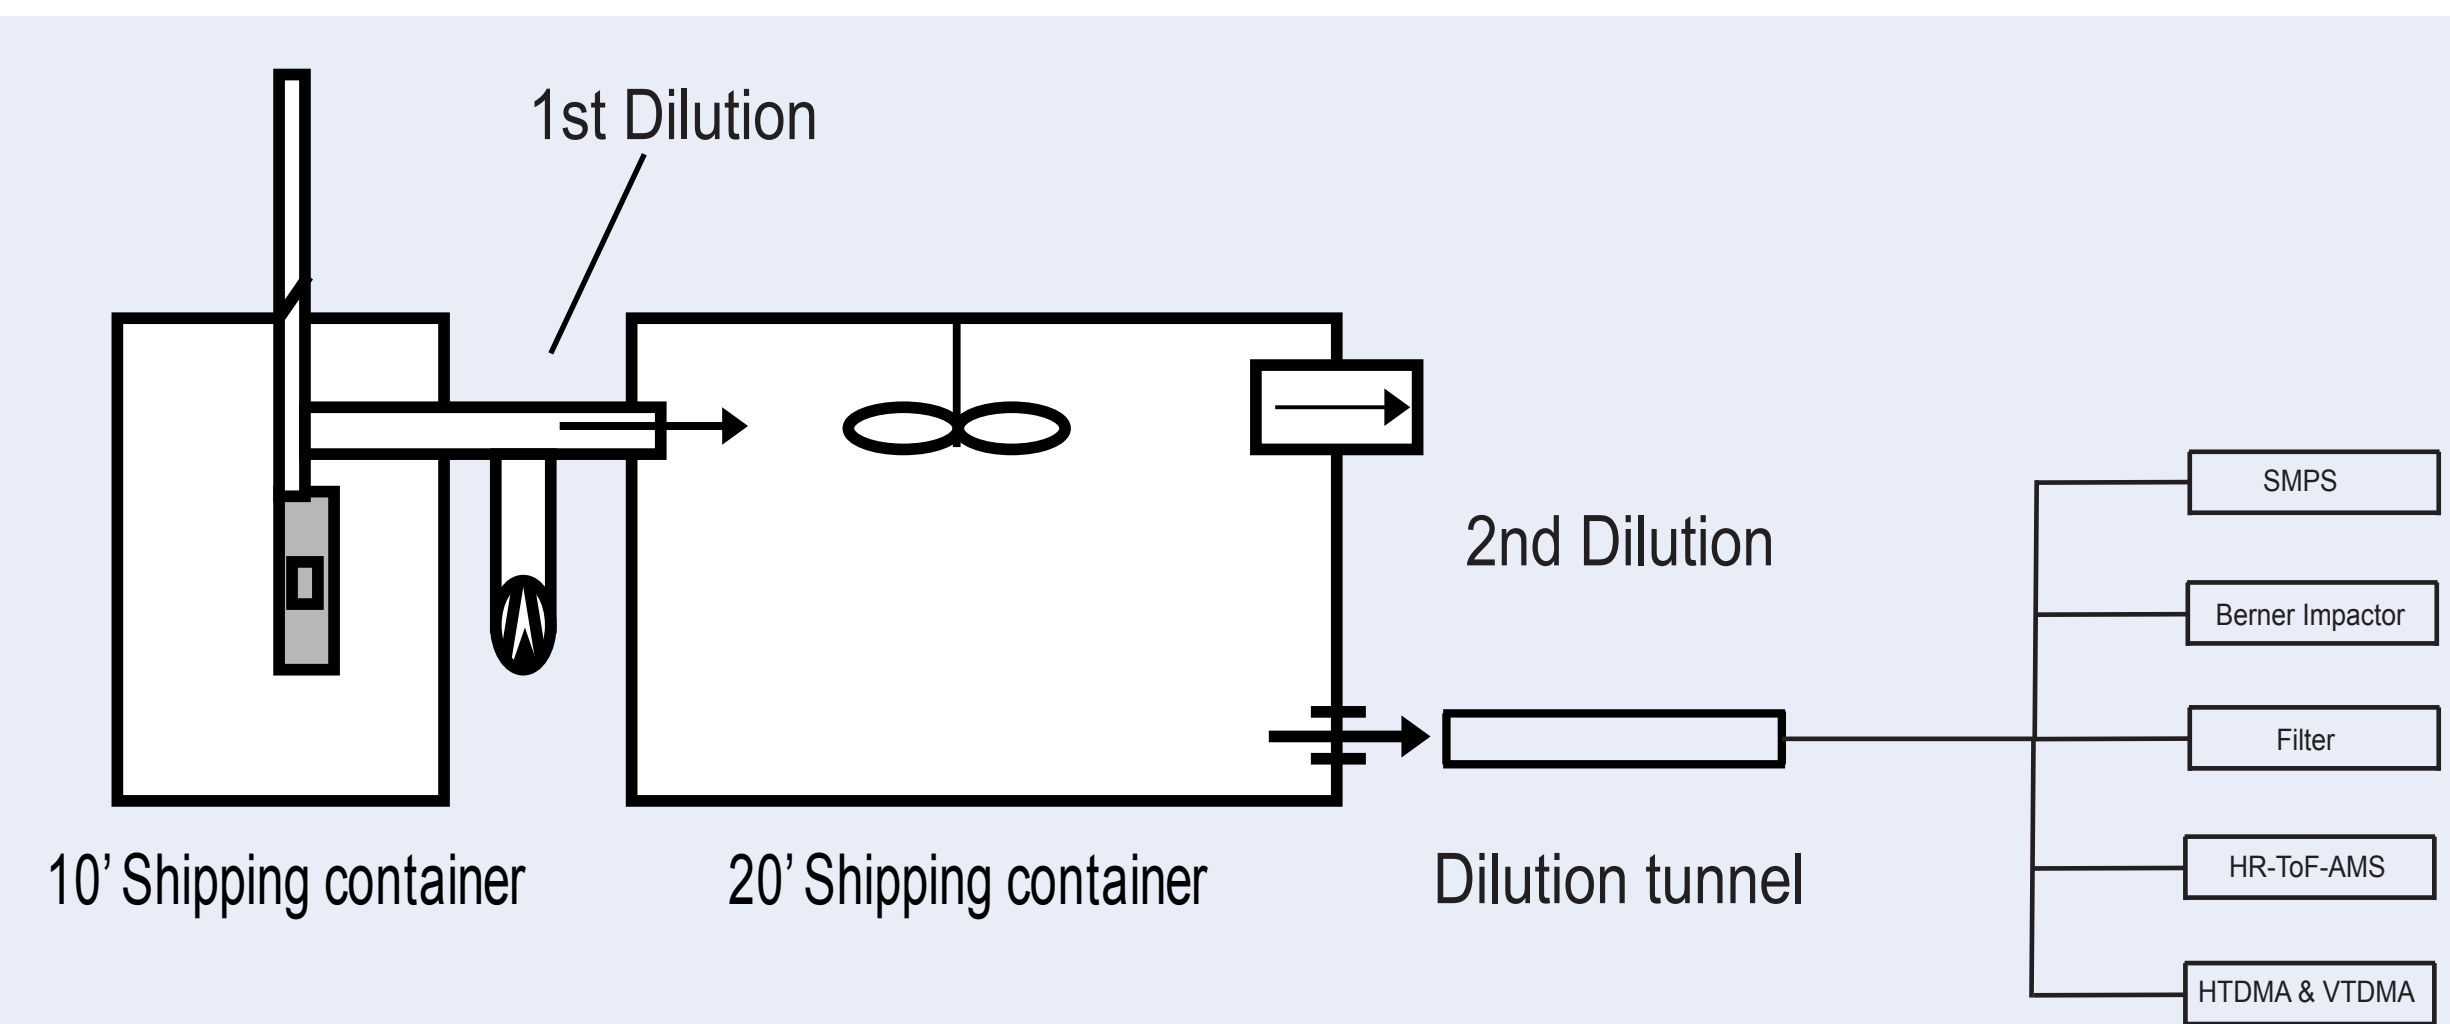 1st Dilution
2nd Dilution
SMPS
Berner Impactor
Filter
HR-ToF-AMS
HTDMA & VTDMA
10’ Shipping container
20’ Shipping container
Dilution tunnel